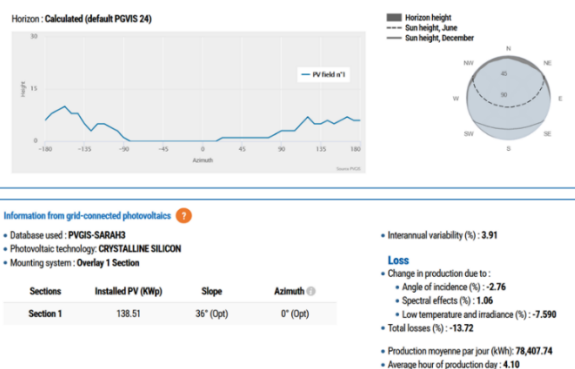 Horizon : Calculated (default PGVIS 24)
Horizon height
Sun height, June
Sun height, December
30
15
0
Height
PV field n°1
-180 -135 -90 -45 0 45 90 135 180
Azimuth
Source PVGIS
N
NW NE
45
W 90 E
SW SE
S
Information from grid-connected photovoltaics ?
• Database used : PVGIS-SARAH3
• Photovoltaic technology: CRYSTALLINE SILICON
• Mounting system : Overlay 1 Section
Sections Installed PV (KWp) Slope Azimuth i
Section 1 138.51 36° (Opt) 0° (Opt)
• Interannual variability (%) : 3.91
Loss
• Change in production due to :
• Angle of incidence (%) : -2.76
• Spectral effects (%) : 1.06
• Low temperature and irradiance (%) : -7.590
• Total losses (%) : -13.72
• Production moyenne par jour (kWh): 78,407.74
• Average hour of production day : 4.10